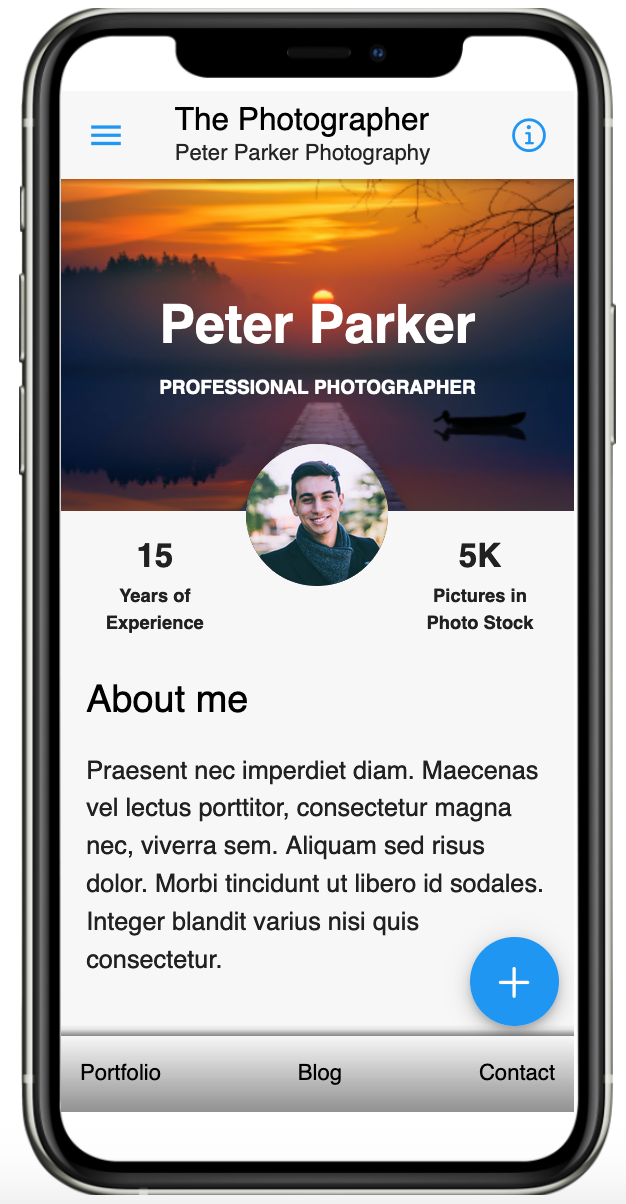 The Photographer
Peter Parker Photography
Peter Parker
PROFESSIONAL PHOTOGRAPHER
15
Years of
Experience
5K
Pictures in
Photo Stock
About me
Praesent nec imperdiet diam. Maecenas
vel lectus porttitor, consectetur magna
nec, viverra sem. Aliquam sed risus
dolor. Morbi tincidunt ut libero id sodales.
Integer blandit varius nisi quis
consectetur.
Portfolio Blog Contact